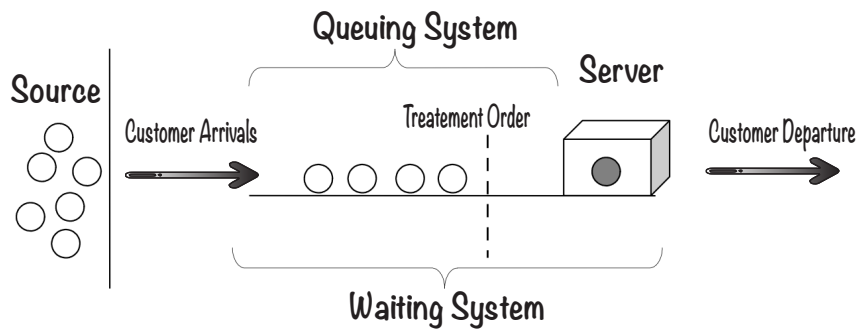 Queuing System
Server
Source
Treatement Order
Customer Arrivals
Customer Departure
Waiting System